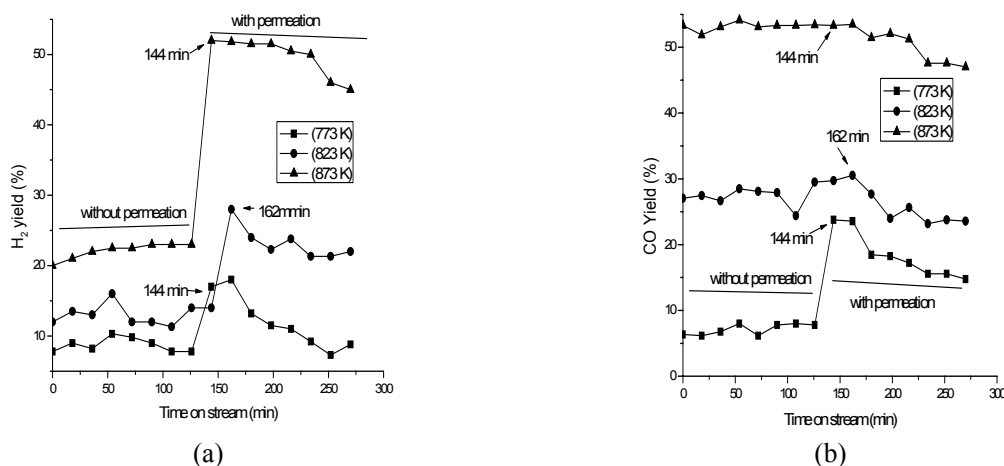 with permeation
50
144 min
(773 K)
(823 K)
(873 K)
40
30
162mmin
without permeation
20
144 min
10
0 50 100 150 200 250 300
H2 yield (%)
Time on stream (min)
(a)
50
144 min
(773 K)
(823 K)
(873 K)
40
162 min
30
20
144 min
without permeation
with permeation
10
0
0 50 100 150 200 250 300
CO Yield (%)
Time on stream (min)
(b)